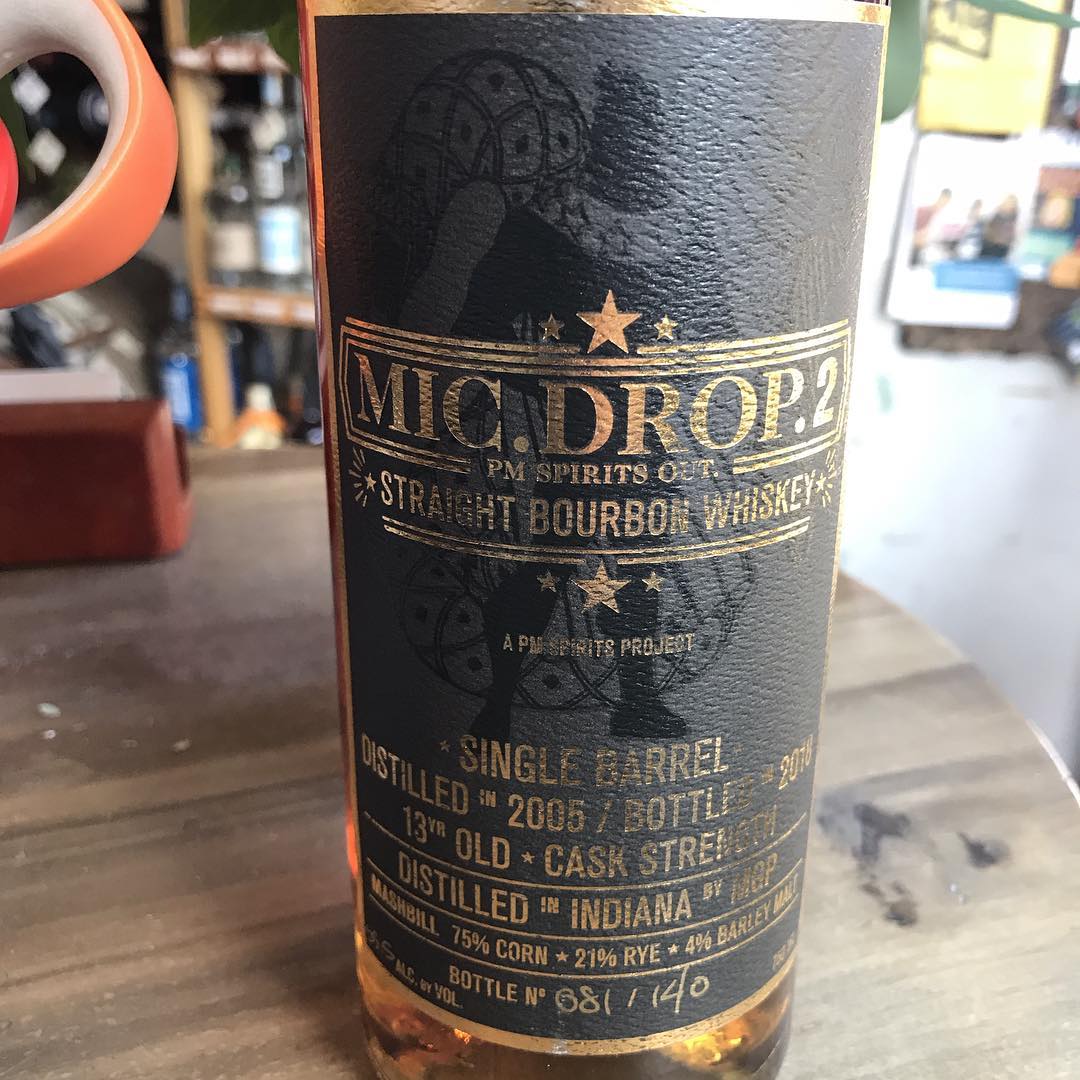 MIC.DROP.2
PM SPIRITS OUT.
STRAIGHT BOURBON WHISKEY
A PM SPIRITS PROJECT
SINGLE BARREL
DISTILLED IN 2005 / BOTTLED IN 2018
13YR OLD ★ CASK STRENGTH
DISTILLED IN INDIANA BY MGP
MASHBILL 75% CORN ★ 21% RYE ★ 4% BARLEY MALT
ALC. BY VOL. BOTTLE Nº 081 / 140